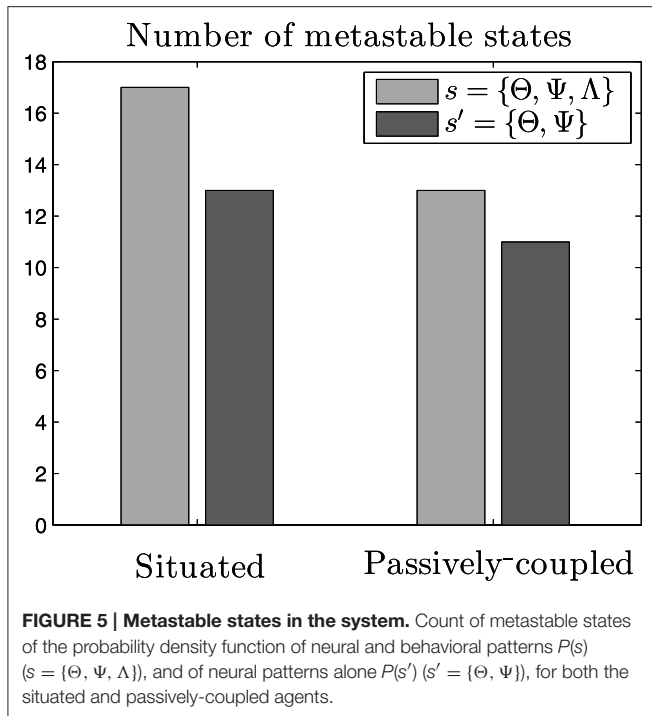 Number of metastable states
s = {Θ, Ψ, Λ}
s′ = {Θ, Ψ}
18
16
14
12
10
8
6
4
2
0
Situated
Passively-coupled
FIGURE 5 | Metastable states in the system. Count of metastable states
of the probability density function of neural and behavioral patterns P(s)
(s = {Θ, Ψ, Λ}), and of neural patterns alone P(s′) (s′ = {Θ, Ψ}), for both the
situated and passively-coupled agents.